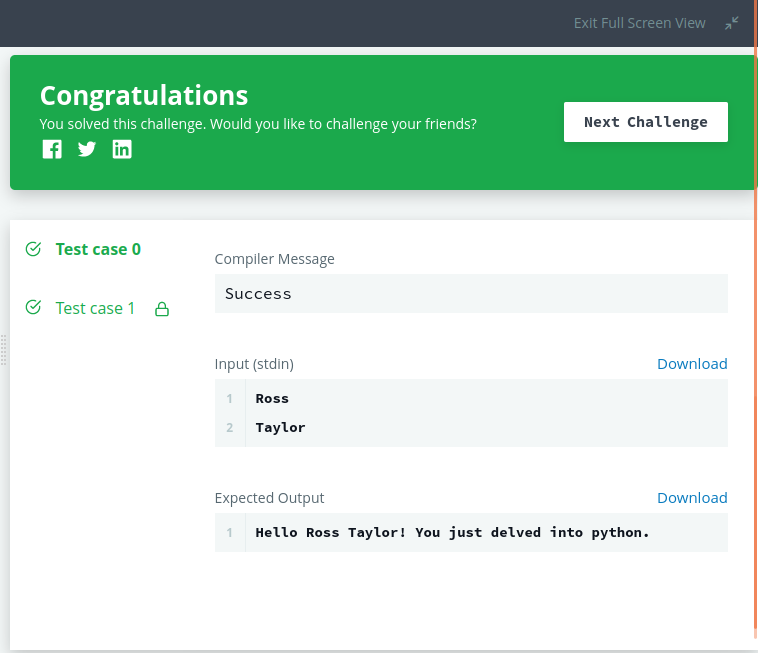 Exit Full Screen View
Congratulations
You solved this challenge. Would you like to challenge your friends?
Next Challenge
Test case 0
Test case 1
Compiler Message
Success
Input (stdin)
Download
1 Ross
2 Taylor
Expected Output
Download
1 Hello Ross Taylor! You just delved into python.